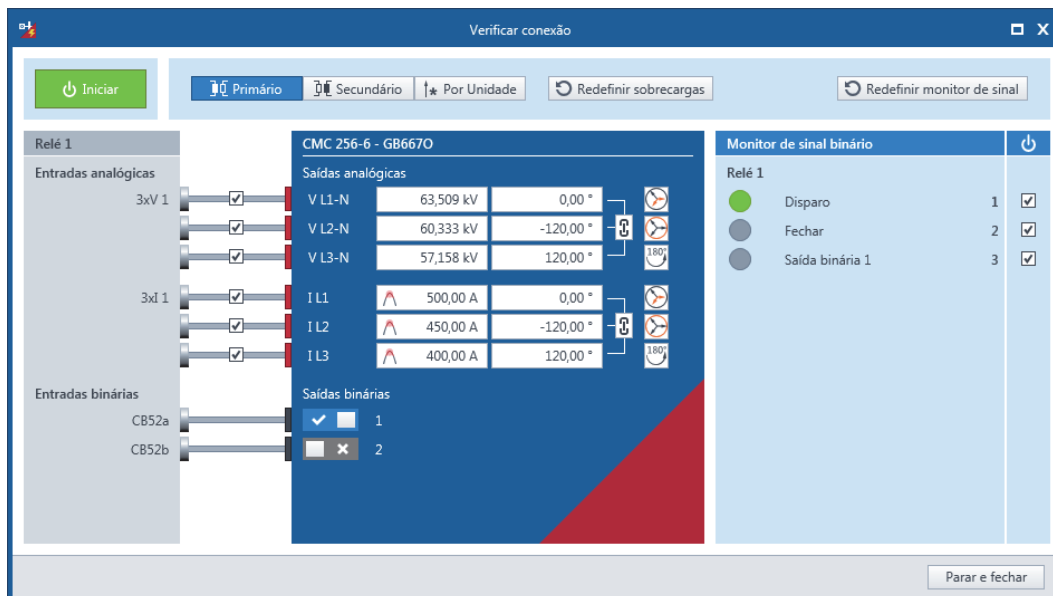 Verificar conexão
Iniciar
Primário
Secundário
Por Unidade
Redefinir sobrecargas
Redefinir monitor de sinal
Relé 1
Entradas analógicas
3xV 1
3xI 1
Entradas binárias
CB52a
CB52b
CMC 256-6 - GB667O
Saídas analógicas
V L1-N 63,509 kV 0,00 °
V L2-N 60,333 kV -120,00 °
V L3-N 57,158 kV 120,00 ° 180°
I L1 500,00 A 0,00 °
I L2 450,00 A -120,00 °
I L3 400,00 A 120,00 ° 180°
Saídas binárias
1
2
Monitor de sinal binário
Relé 1
Disparo 1
Fechar 2
Saída binária 1 3
Parar e fechar